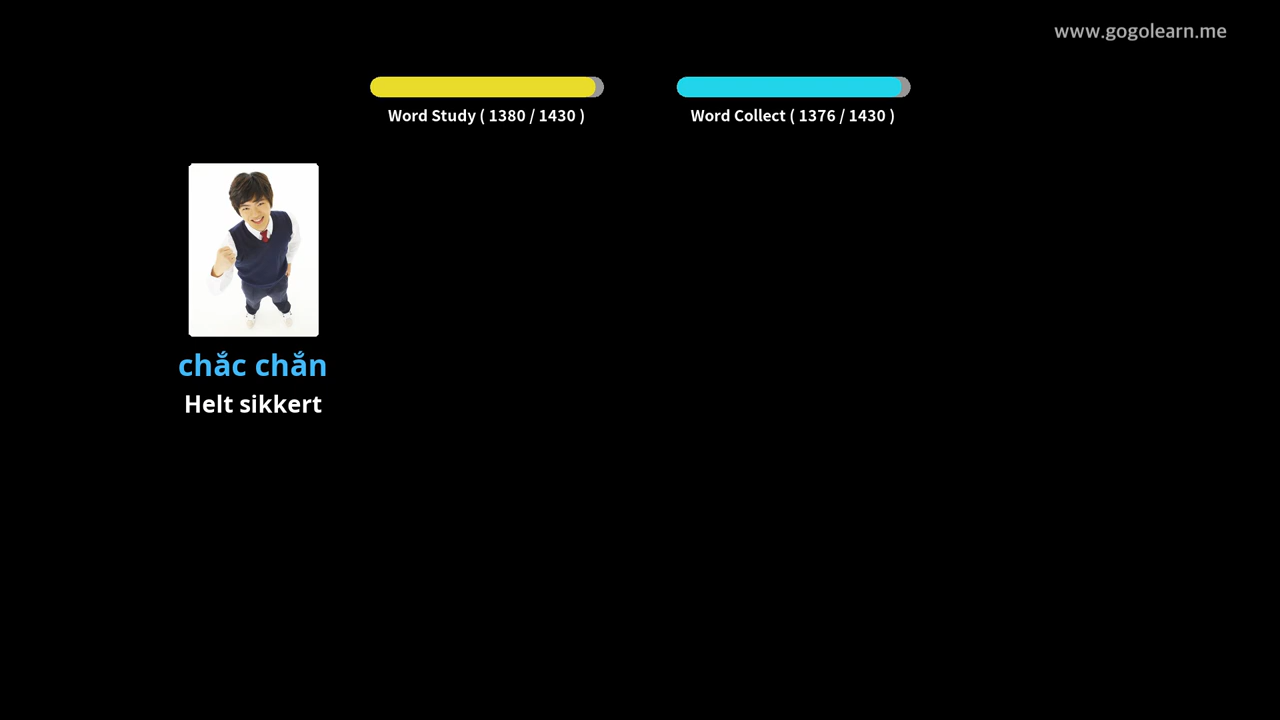 www.gogolearn.me
Word Study ( 1380 / 1430 )
Word Collect ( 1376 / 1430 )
chắc chắn
Helt sikkert